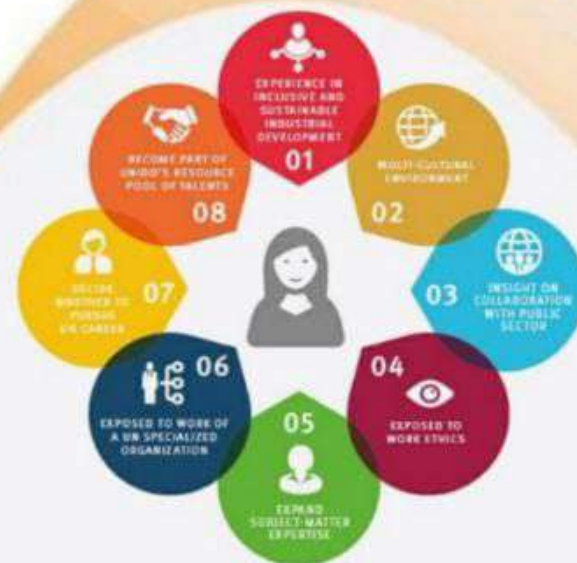 EXPERIENCE IN
INCLUSIVE AND
SUSTAINABLE
INDUSTRIAL
DEVELOPMENT
01
MULTI-CULTURAL
ENVIRONMENT
02
03
INSIGHT ON
COLLABORATION
WITH PUBLIC
SECTOR
04
EXPOSED TO
WORK ETHICS
05
EXPAND
SUBJECT-MATTER
EXPERTISE
06
EXPOSED TO WORK OF
A UN SPECIALIZED
ORGANIZATION
07
DECIDE
WHETHER TO
PURSUE
UN CAREER
BECOME PART OF
UNIDO'S RESOURCE
POOL OF TALENTS
08